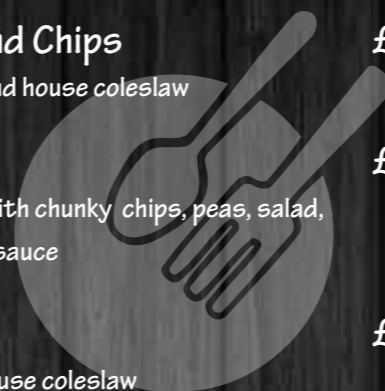 nd Chips £
nd house coleslaw
£
ith chunky chips, peas, salad,
sauce
£
use coleslaw